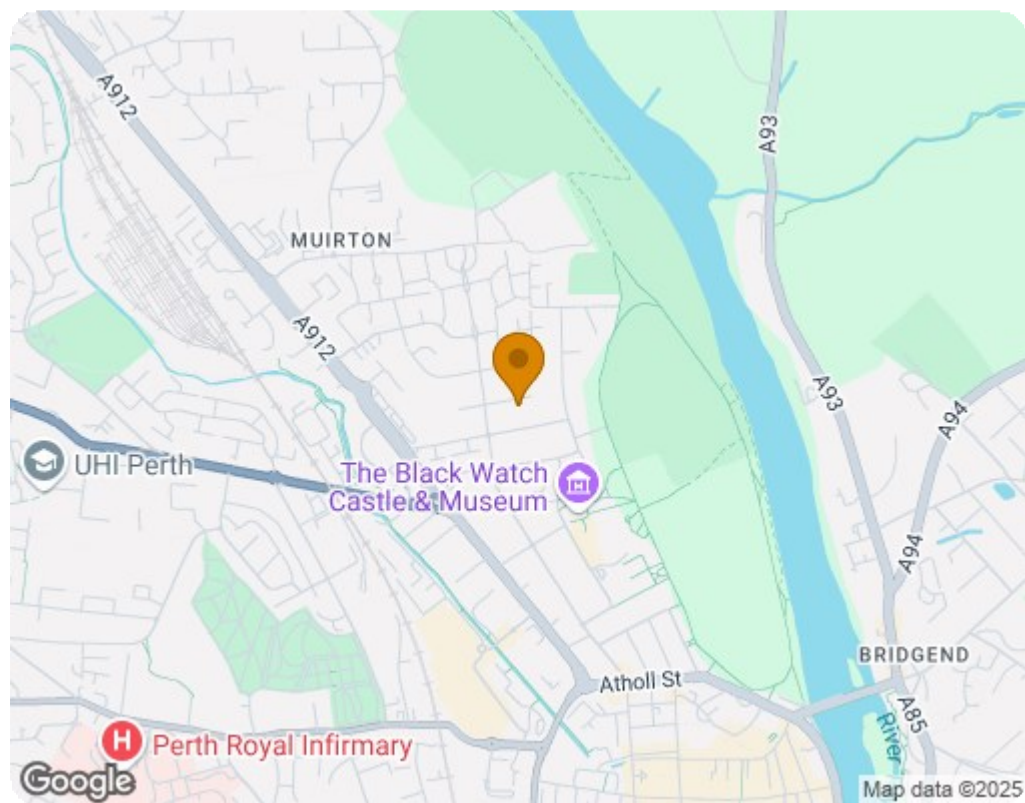 A912
A93
MUIRTON
A912
A93
A94
UHI Perth
The Black Watch
Castle & Museum
A94
BRIDGEND
Atholl St
A85
River
Perth Royal Infirmary
H
Google
Map data ©2025